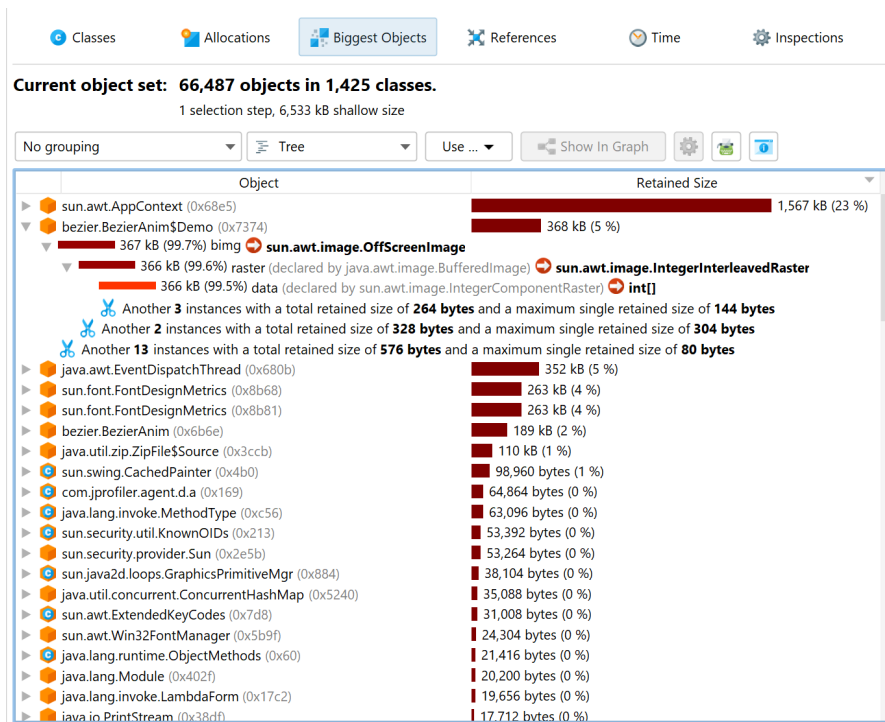 Classes Allocations Biggest Objects References Time Inspections
Current object set: 66,487 objects in 1,425 classes.
1 selection step, 6,533 kB shallow size
No grouping Tree Use ... Show In Graph
Object Retained Size
sun.awt.AppContext (0x68e5) 1,567 kB (23 %)
bezier.BezierAnim$Demo (0x7374) 368 kB (5 %)
367 kB (99.7%) bimg sun.awt.image.OffScreenImage
366 kB (99.6%) raster (declared by java.awt.image.BufferedImage) sun.awt.image.IntegerInterleavedRaster
366 kB (99.5%) data (declared by sun.awt.image.IntegerComponentRaster) int[]
Another 3 instances with a total retained size of 264 bytes and a maximum single retained size of 144 bytes
Another 2 instances with a total retained size of 328 bytes and a maximum single retained size of 304 bytes
Another 13 instances with a total retained size of 576 bytes and a maximum single retained size of 80 bytes
java.awt.EventDispatchThread (0x680b) 352 kB (5 %)
sun.font.FontDesignMetrics (0x8b68) 263 kB (4 %)
sun.font.FontDesignMetrics (0x8b81) 263 kB (4 %)
bezier.BezierAnim (0x6b6e) 189 kB (2 %)
java.util.zip.ZipFile$Source (0x3ccb) 110 kB (1 %)
sun.swing.CachedPainter (0x4b0) 98,960 bytes (1 %)
com.jprofiler.agent.d.a (0x169) 64,864 bytes (0 %)
java.lang.invoke.MethodType (0xc56) 63,096 bytes (0 %)
sun.security.util.KnownOIDs (0x213) 53,392 bytes (0 %)
sun.security.provider.Sun (0x2e5b) 53,264 bytes (0 %)
sun.java2d.loops.GraphicsPrimitiveMgr (0x884) 38,104 bytes (0 %)
java.util.concurrent.ConcurrentHashMap (0x5240) 35,088 bytes (0 %)
sun.awt.ExtendedKeyCodes (0x7d8) 31,008 bytes (0 %)
sun.awt.Win32FontManager (0x5b9f) 24,304 bytes (0 %)
java.lang.runtime.ObjectMethods (0x60) 21,416 bytes (0 %)
java.lang.Module (0x402f) 20,200 bytes (0 %)
java.lang.invoke.LambdaForm (0x17c2) 19,656 bytes (0 %)
java.io.PrintStream (0x38df) 17,712 bytes (0 %)